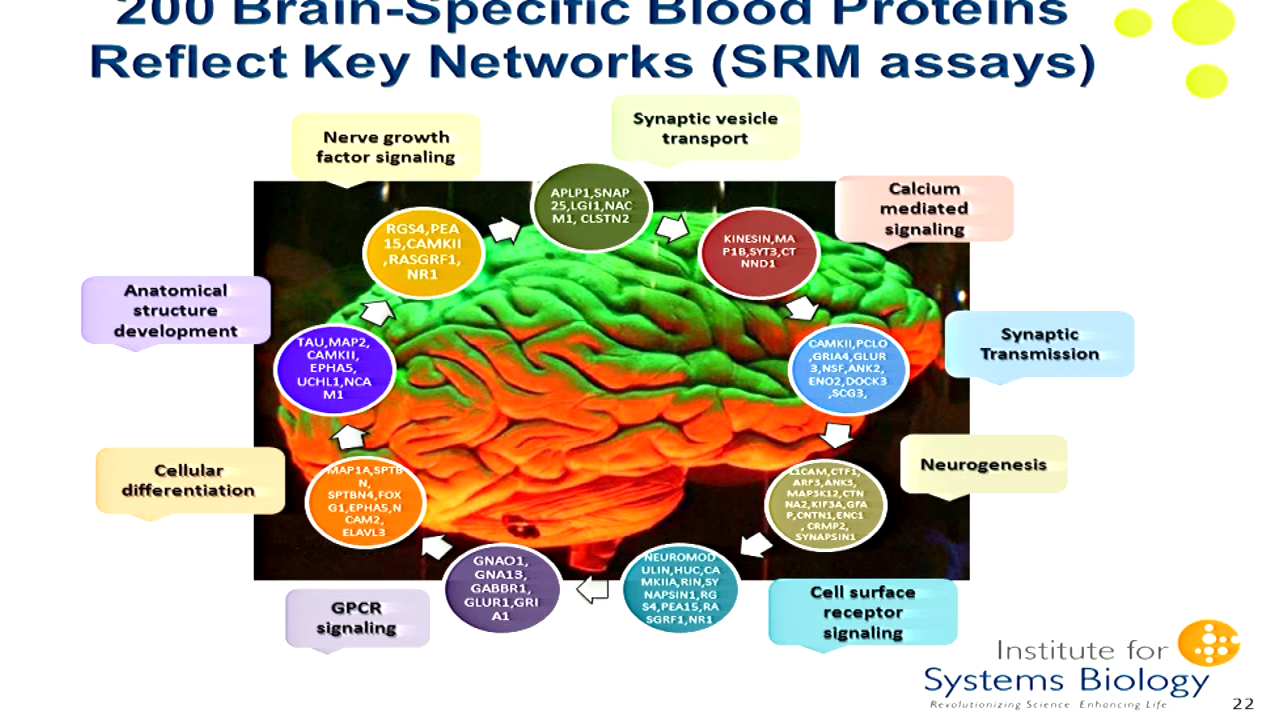 200 Brain-Specific Blood Proteins
Reflect Key Networks (SRM assays)
Synaptic vesicle
transport
Nerve growth
factor signaling
Calcium
mediated
signaling
APLP1,SNAP
25,LGI1,NAC
M1, CLSTN2
RGS4,PEA
15,CAMKII
,RASGRF1,
NR1
KINESIN,MA
P1B,SYT3,CT
NND1
Anatomical
structure
development
Synaptic
Transmission
TAU,MAP2,
CAMKII,
EPHA5,
UCHL1,NCA
M1
CAMKII,PCLO
,GRIA4,GLUR
3,NSF,ANK2,
ENO2,DOCK3
,SCG3,
Cellular
differentiation
Neurogenesis
MAP1A,SPTB
N,
SPTBN4,FOX
G1,EPHA5,N
CAM2,
ELAVL3
L1CAM,CTF1,
ARF3,ANK3,
MAP3K12,CTN
NA2,KIF3A,GFA
P,CNTN1,ENC1
, CRMP2,
SYNAPSIN1
GNAO1,
GNA13,
GABBR1,
GLUR1,GRI
A1
NEUROMOD
ULIN,HUC,CA
MKIIA,RIN,SY
NAPSIN1,RG
S4,PEA15,RA
SGRF1,NR1
GPCR
signaling
Cell surface
receptor
signaling
Institute for
Systems Biology
Revolutionizing Science Enhancing Life
22